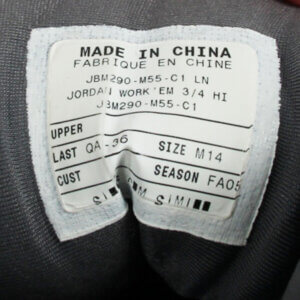 MADE IN CHINA
FABRIQUE EN CHINE
JBM290-M55-C1 LN
JORDAN WORK'EM 3/4 HI
JBM290-M55-C1
UPPER
LAST QA-36 SIZE M14
CUST SEASON FA05